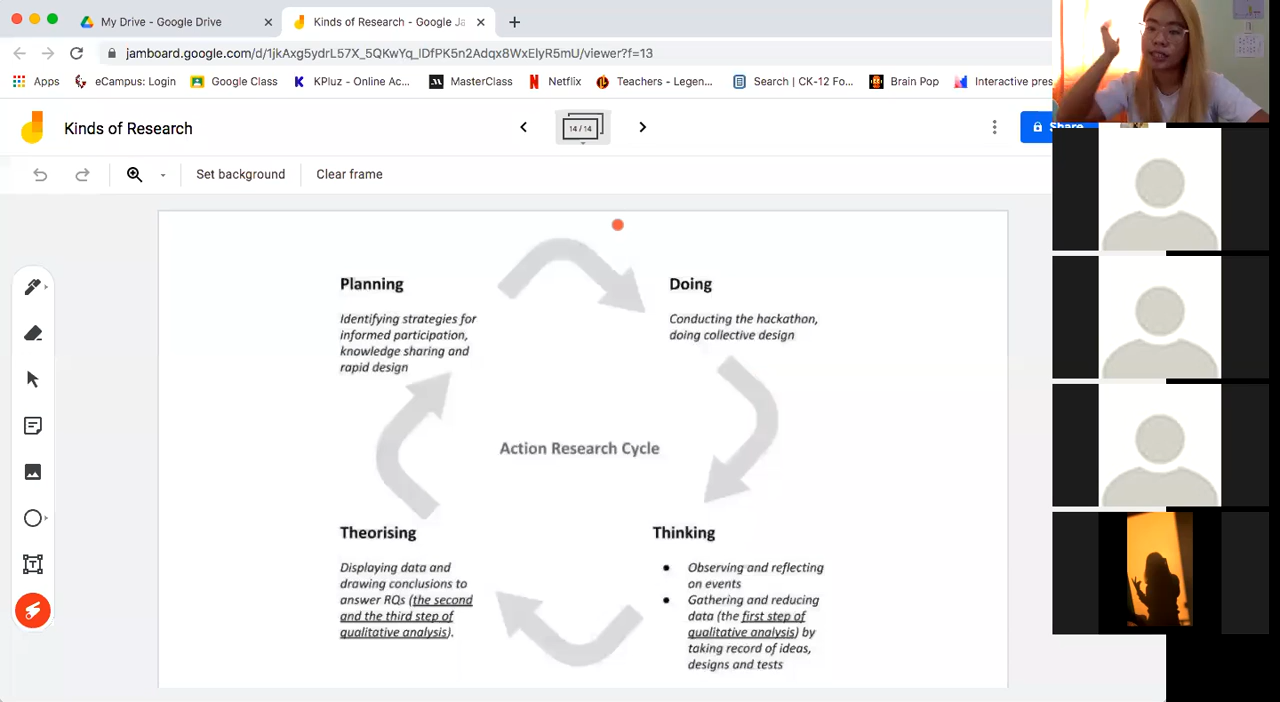 My Drive - Google Drive
Kinds of Research - Google Ja
jamboard.google.com/d/1jkAxg5ydrL57X_5QKwYq_lDfPK5n2Adqx8WxElyR5mU/viewer?f=13
Apps
eCampus: Login
Google Class
KPluz - Online Ac...
MasterClass
Netflix
Teachers - Legen...
Search | CK-12 Fo...
Brain Pop
Interactive pres
Kinds of Research
14 / 14
Share
Set background
Clear frame
Planning
Identifying strategies for
informed participation,
knowledge sharing and
rapid design
Doing
Conducting the hackathon,
doing collective design
Action Research Cycle
Theorising
Displaying data and
drawing conclusions to
answer RQs (the second
and the third step of
qualitative analysis).
Thinking
● Observing and reflecting
on events
● Gathering and reducing
data (the first step of
qualitative analysis) by
taking record of ideas,
designs and tests